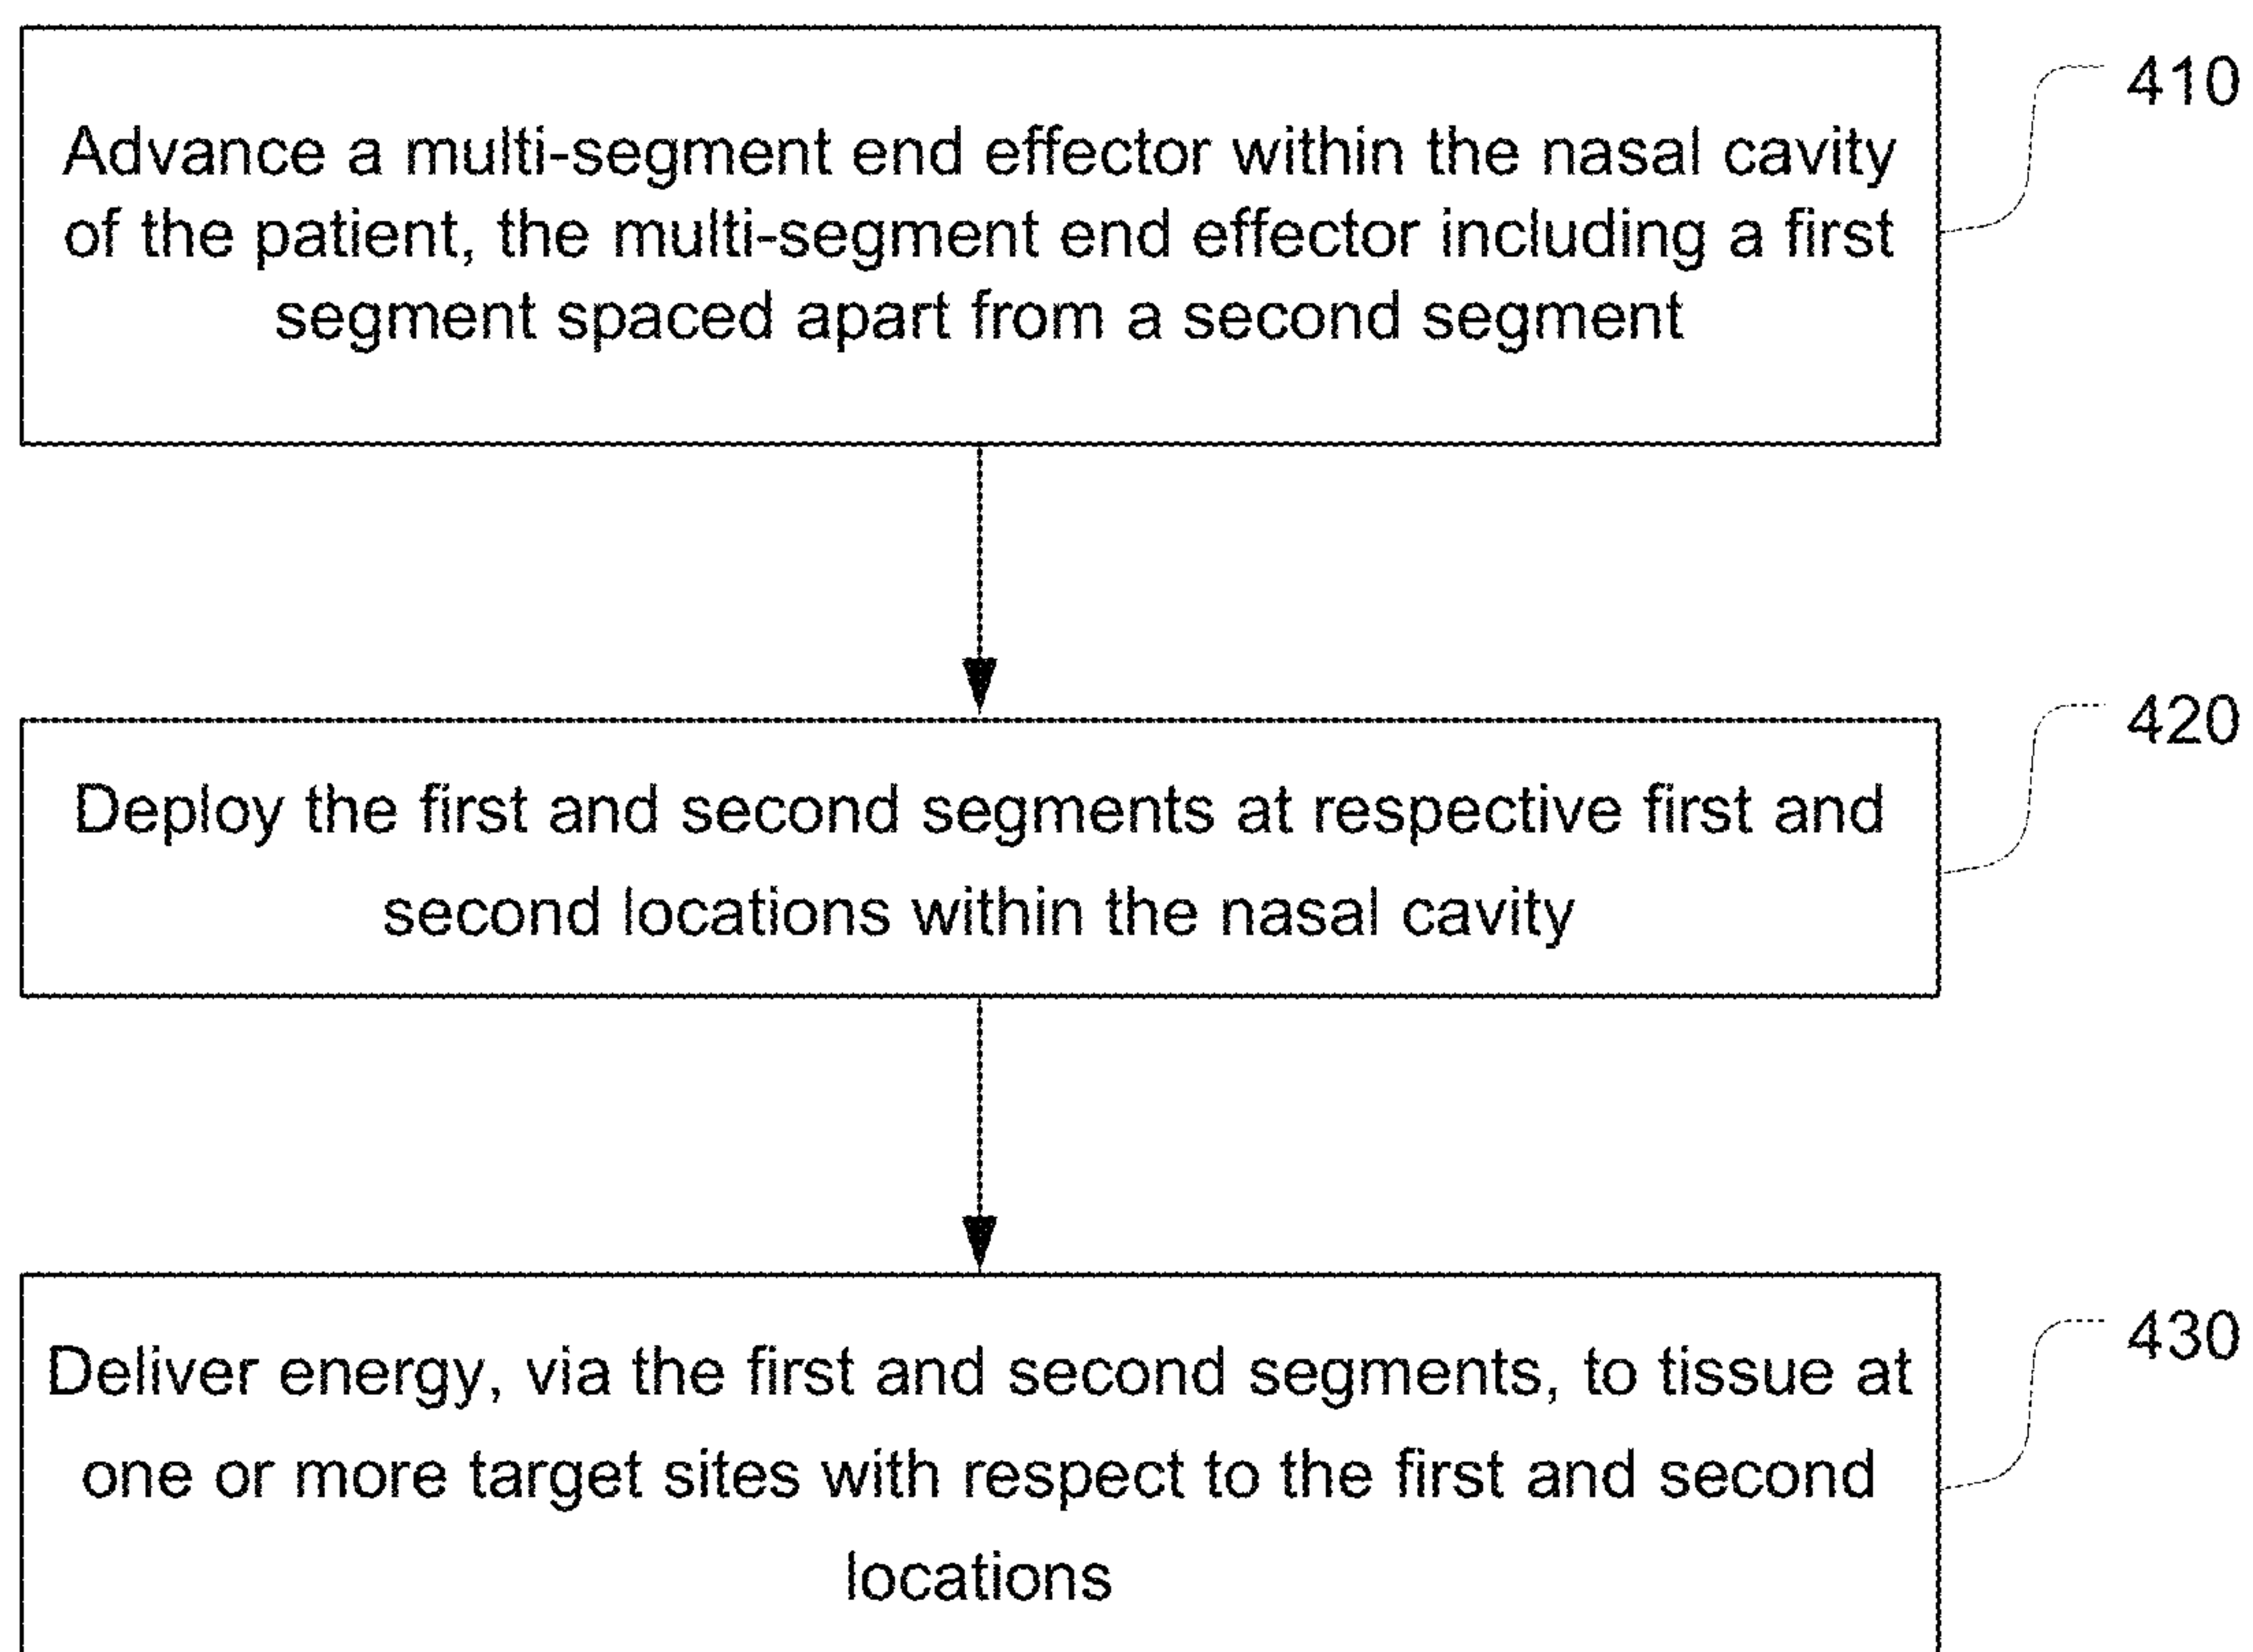 Advance a multi-segment end effector within the nasal cavity
of the patient, the multi-segment end effector including a first
segment spaced apart from a second segment
410
Deploy the first and second segments at respective first and
second locations within the nasal cavity
420
Deliver energy, via the first and second segments, to tissue at
one or more target sites with respect to the first and second
locations
430